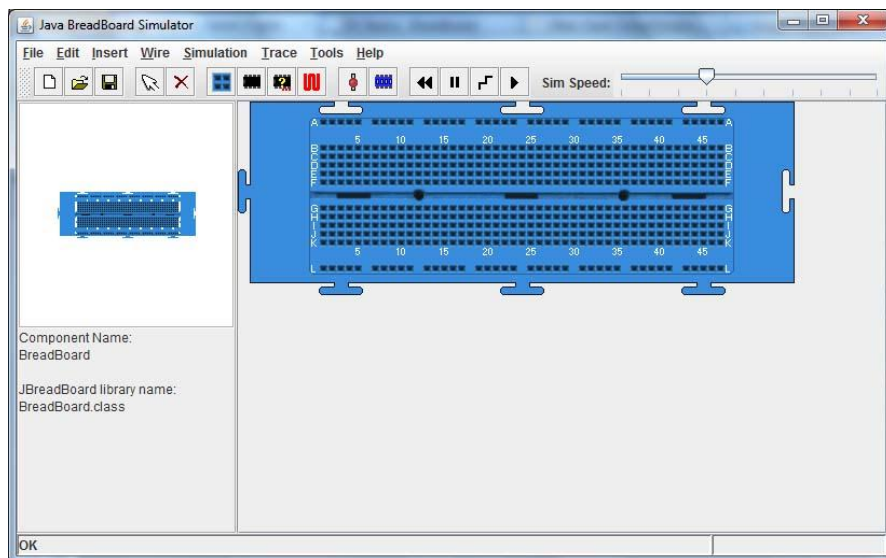 Java BreadBoard Simulator
File Edit Insert Wire Simulation Trace Tools Help
Sim Speed:
A A
5 10 15 20 25 30 35 40 45
B B
C C
D D
E E
F F
G G
H H
I I
J J
K K
5 10 15 20 25 30 35 40 45
L L
Component Name:
BreadBoard
JBreadBoard library name:
BreadBoard.class
OK